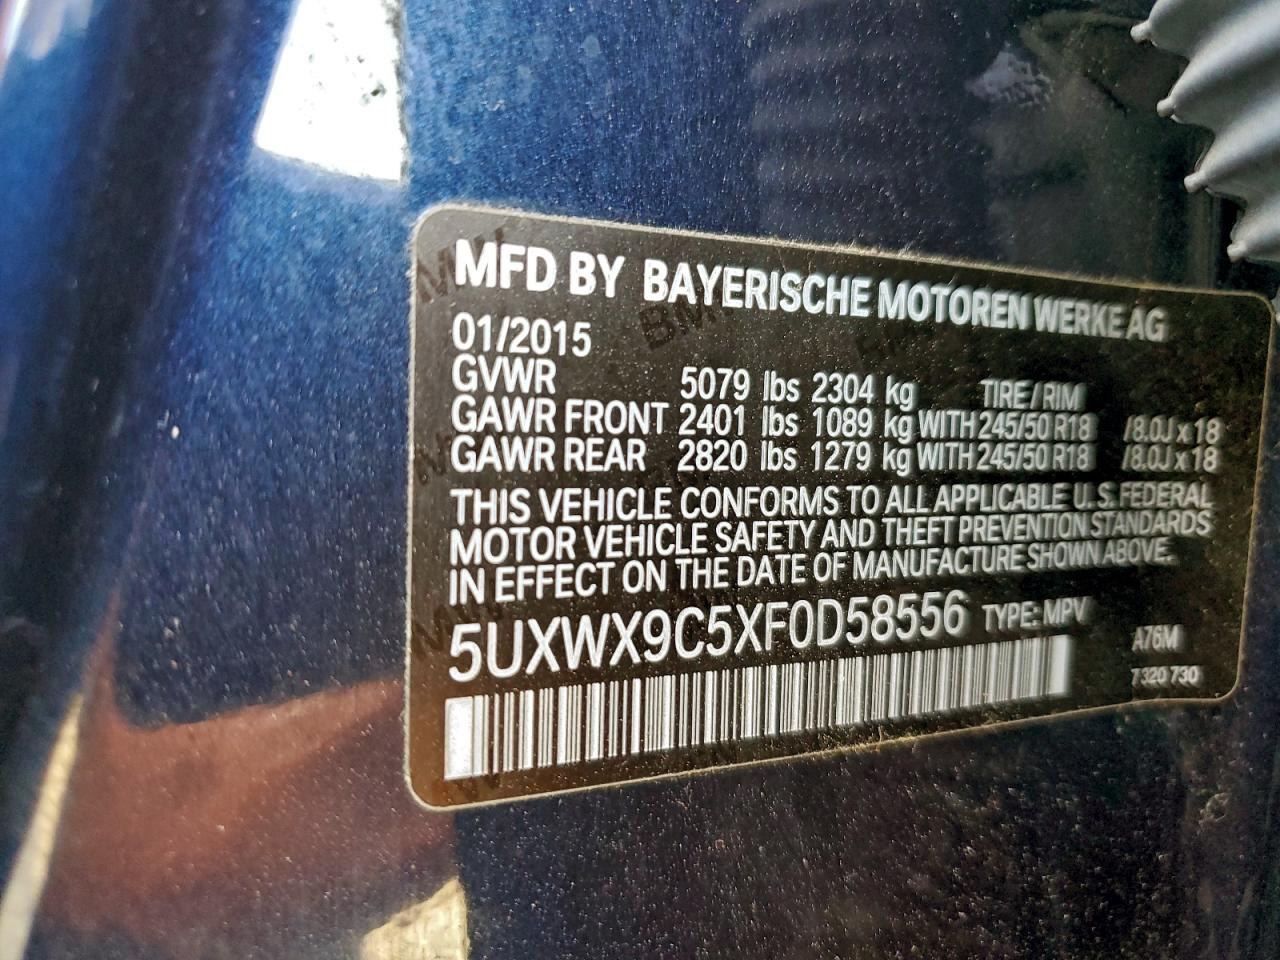 MFD BY BAYERISCHE MOTOREN WERKE AG
01/2015
GVWR 5079 lbs 2304 kg TIRE / RIM
GAWR FRONT 2401 lbs 1089 kg WITH 245/50 R18 /8.0J x 18
GAWR REAR 2820 lbs 1279 kg WITH 245/50 R18 /8.0J x 18
THIS VEHICLE CONFORMS TO ALL APPLICABLE U.S. FEDERAL
MOTOR VEHICLE SAFETY AND THEFT PREVENTION STANDARDS
IN EFFECT ON THE DATE OF MANUFACTURE SHOWN ABOVE.
5UXWX9C5XF0D58556 TYPE: MPV
A76M
7 320 730